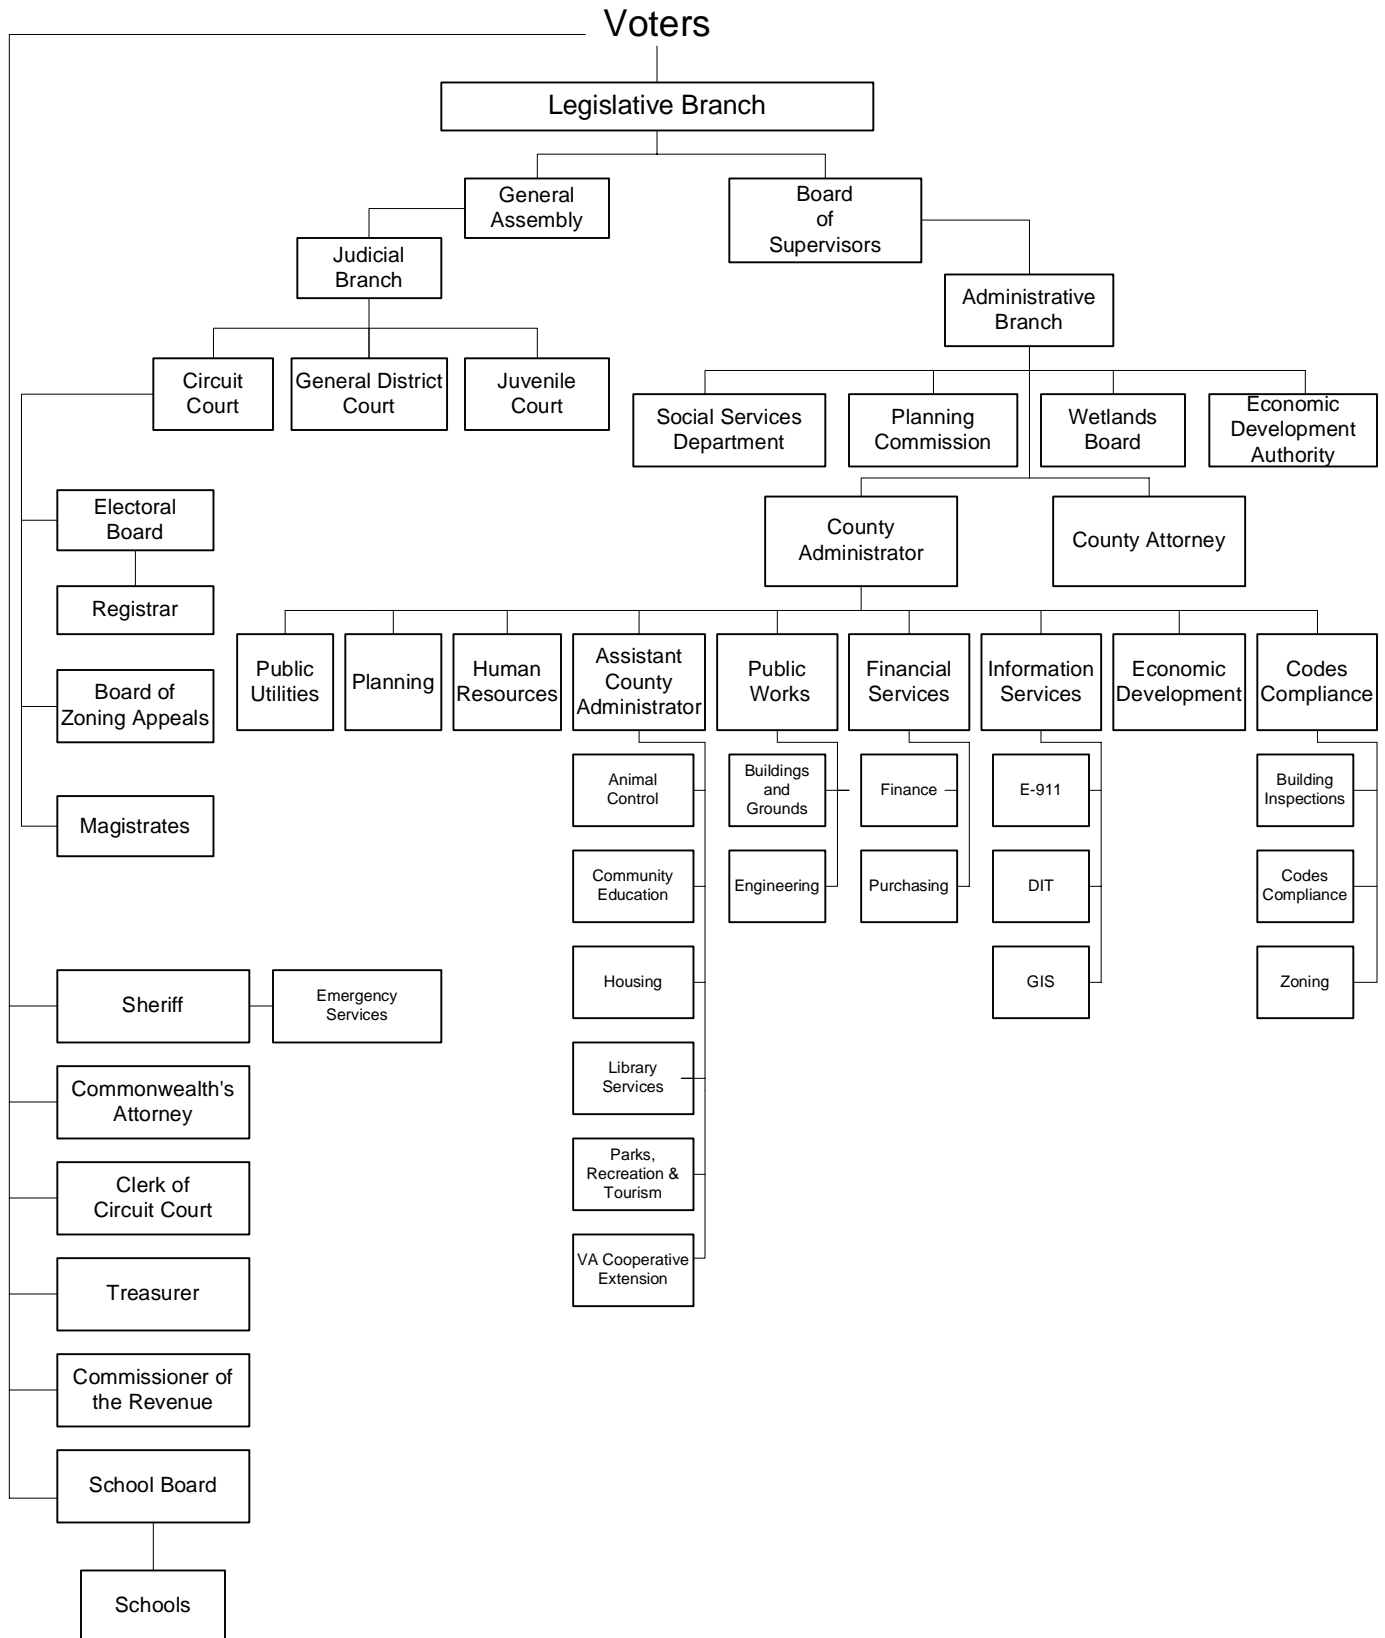 Voters
Legislative Branch
General
Assembly
Board
of
Supervisors
Judicial
Branch
Administrative
Branch
Circuit
Court
General District
Court
Juvenile
Court
Social Services
Department
Planning
Commission
Wetlands
Board
Economic
Development
Authority
Electoral
Board
County
Administrator
County Attorney
Registrar
Public
Utilities
Planning
Human
Resources
Assistant
County
Administrator
Public
Works
Financial
Services
Information
Services
Economic
Development
Codes
Compliance
Board of
Zoning Appeals
Magistrates
Animal
Control
Buildings
and
Grounds
Finance
E-911
Building
Inspections
Community
Education
Engineering
Purchasing
DIT
Codes
Compliance
Housing
GIS
Zoning
Sheriff
Emergency
Services
Library
Services
Commonwealth's
Attorney
Parks,
Recreation &
Tourism
Clerk of
Circuit Court
VA Cooperative
Extension
Treasurer
Commissioner of
the Revenue
School Board
Schools